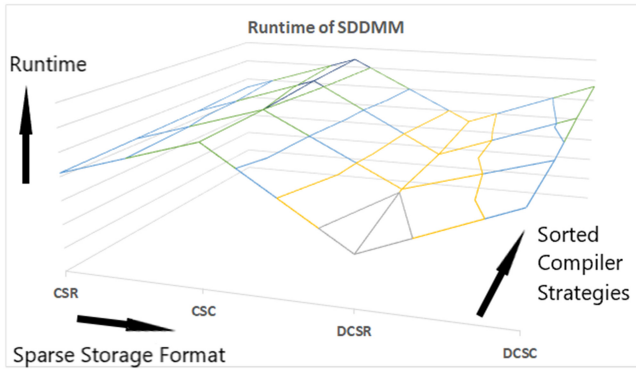 Runtime of SDDMM
Runtime
Sorted
Compiler
Strategies
CSR
CSC
DCSR
DCSC
Sparse Storage Format